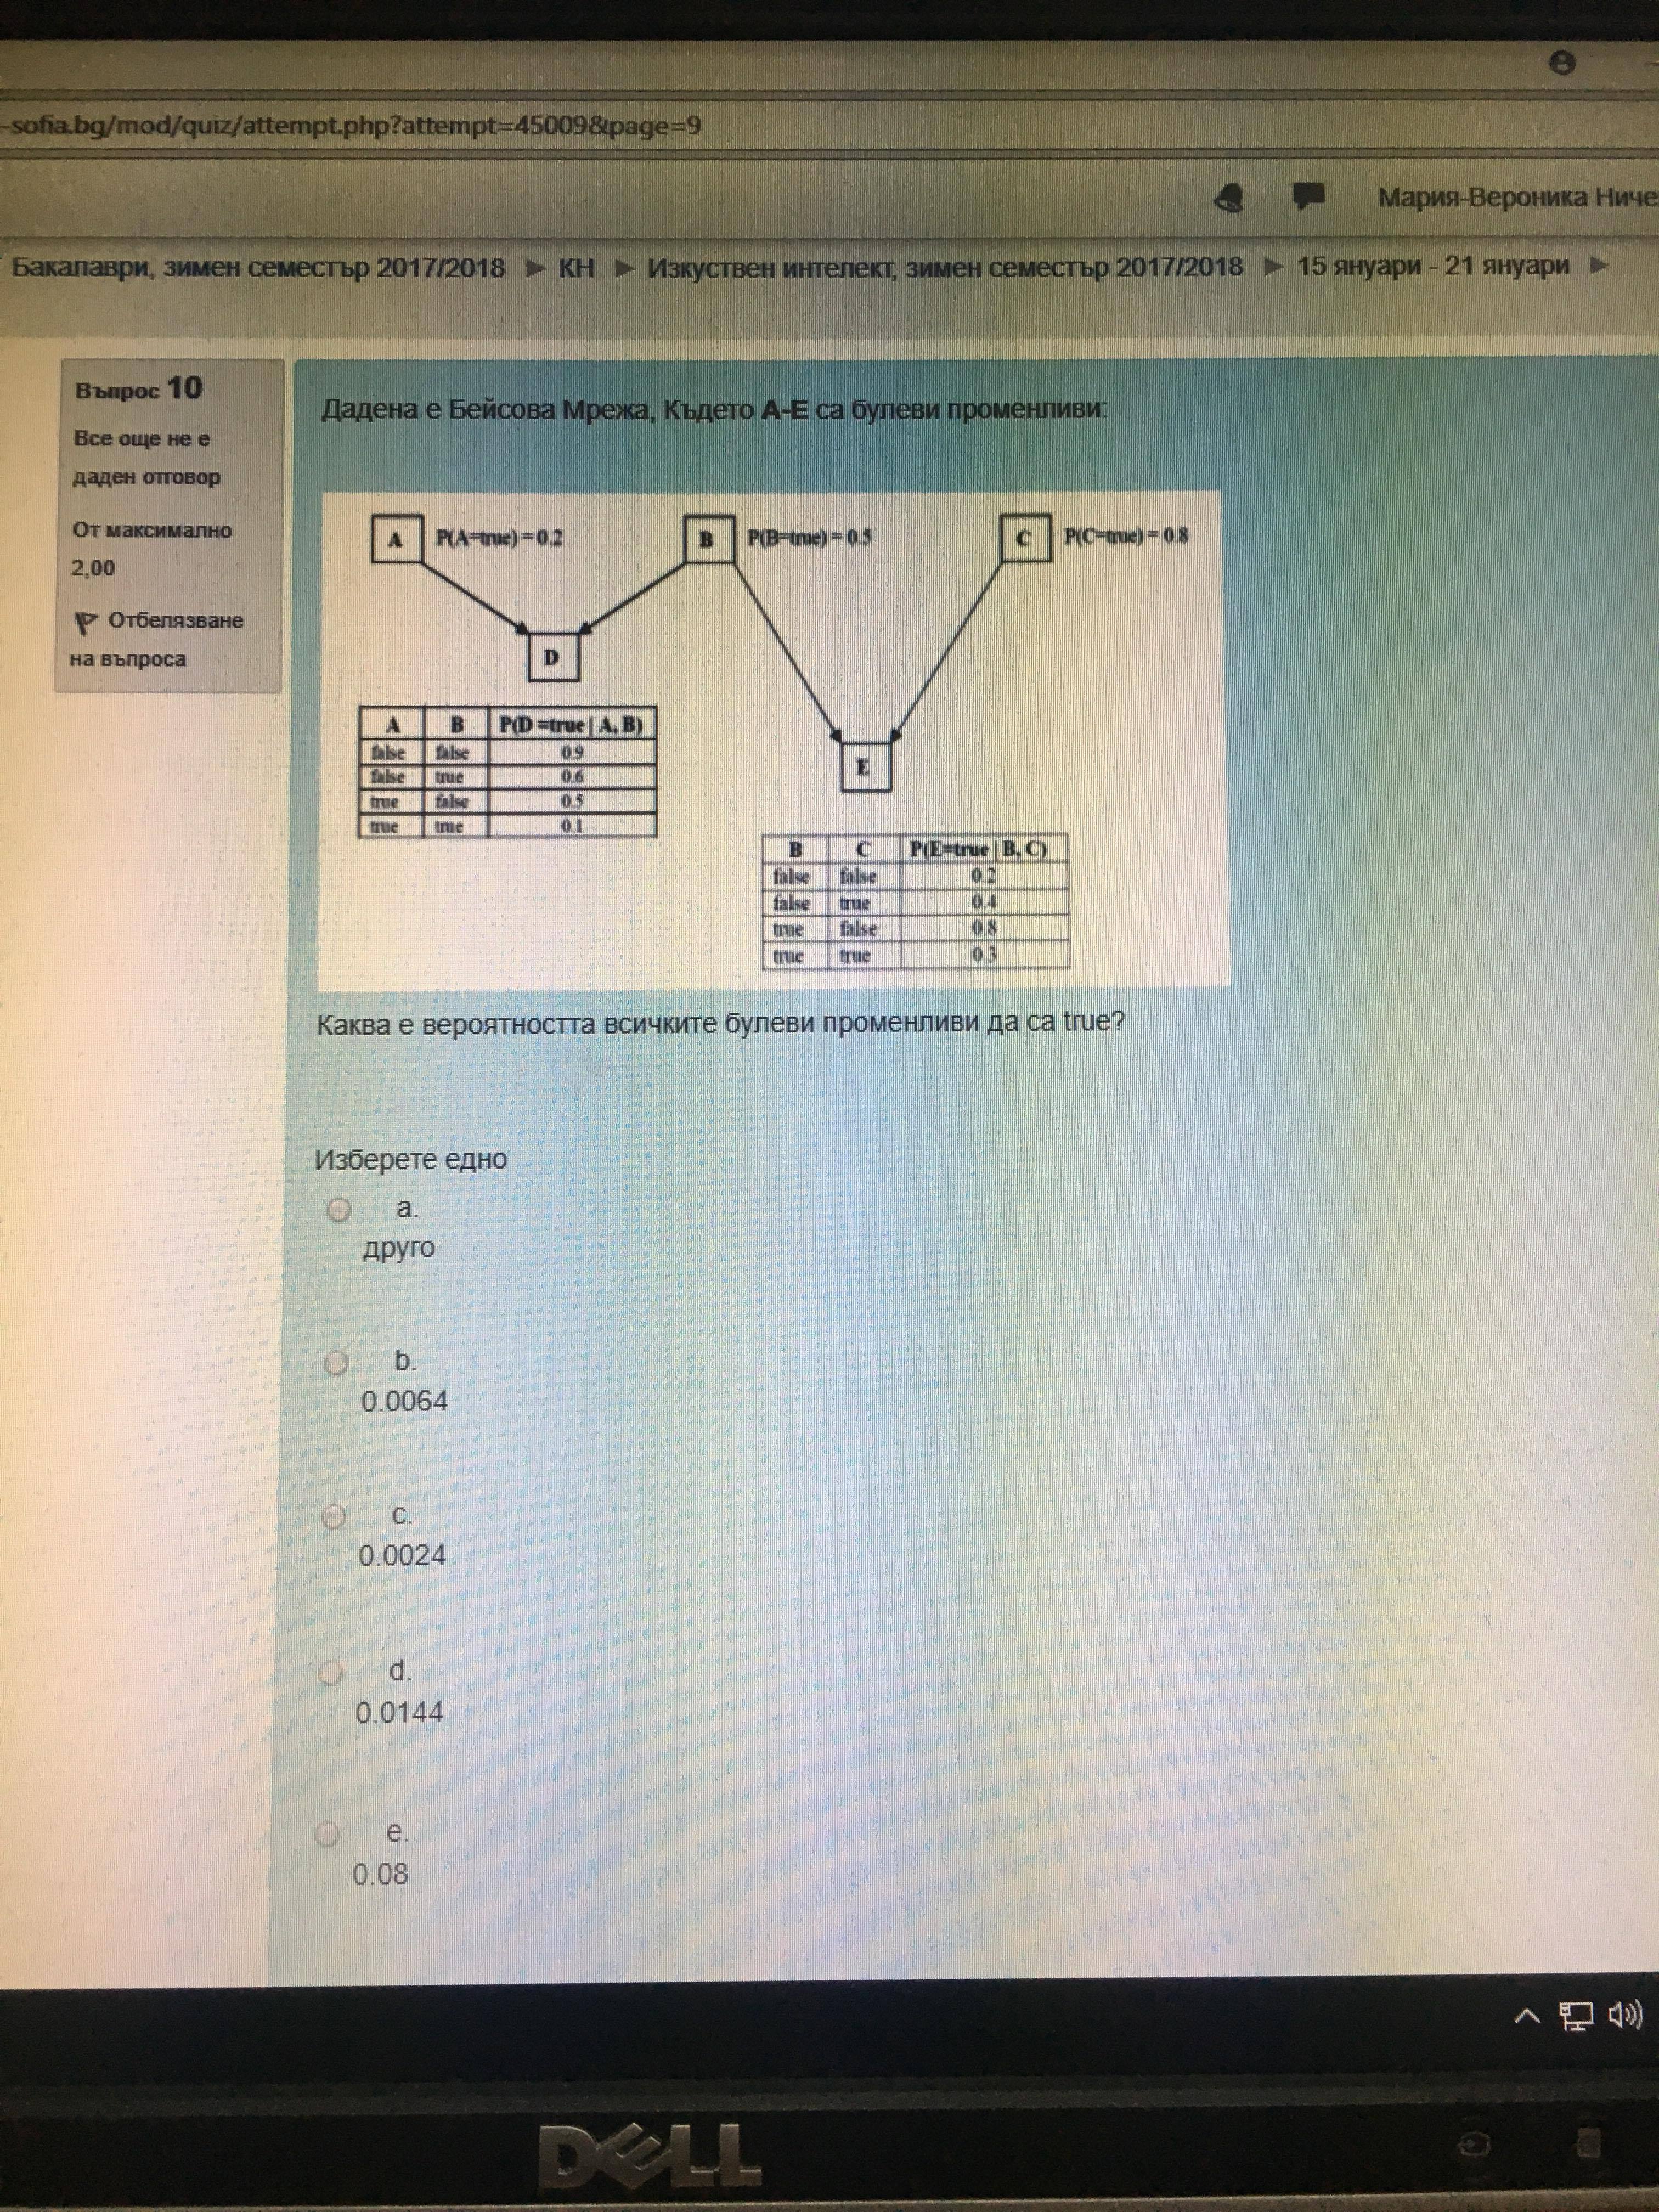 -sofia.bg/mod/quiz/attempt.php?attempt=45009&page=9
Мария-Вероника Ниче
Бакалаври, зимен семестър 2017/2018 ► КН ► Изкуствен интелект, зимен семестър 2017/2018 ► 15 януари - 21 януари ►
Въпрос 10
Все още не е
даден отговор
От максимално
2,00
Отбелязване
на въпроса
Дадена е Бейсова Мрежа, Където A-E са булеви променливи:
A P(A=true) = 0.2 B P(B=true) = 0.5 C P(C=true) = 0.8
D
E
A B P(D =true | A, B)
false false 0.9
false true 0.6
true false 0.5
true true 0.1
B C P(E=true | B, C)
false false 0.2
false true 0.4
true false 0.8
true true 0.3
Каква е вероятността всичките булеви променливи да са true?
Изберете едно
a.
друго
b.
0.0064
c.
0.0024
d.
0.0144
e.
0.08
DELL